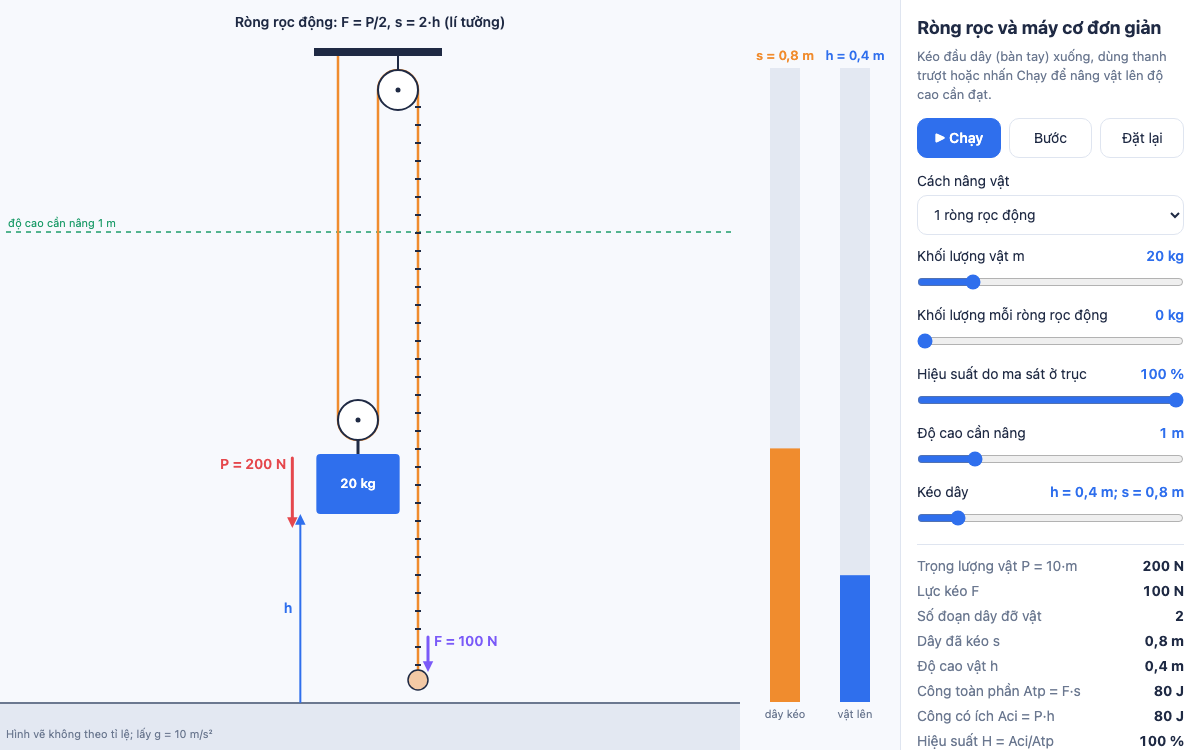 Ròng rọc động: F = P/2, s = 2·h (lí tưởng)
s = 0,8 m
h = 0,4 m
độ cao cần nâng 1 m
P = 200 N
20 kg
h
F = 100 N
dây kéo
vật lên
Hình vẽ không theo tỉ lệ; lấy g = 10 m/s²
Ròng rọc và máy cơ đơn giản
Kéo đầu dây (bàn tay) xuống, dùng thanh
trượt hoặc nhấn Chạy để nâng vật lên độ
cao cần đạt.
Chạy
Bước
Đặt lại
Cách nâng vật
1 ròng rọc động
Khối lượng vật m 20 kg
Khối lượng mỗi ròng rọc động 0 kg
Hiệu suất do ma sát ở trục 100 %
Độ cao cần nâng 1 m
Kéo dây h = 0,4 m; s = 0,8 m
Trọng lượng vật P = 10·m 200 N
Lực kéo F 100 N
Số đoạn dây đỡ vật 2
Dây đã kéo s 0,8 m
Độ cao vật h 0,4 m
Công toàn phần Atp = F·s 80 J
Công có ích Aci = P·h 80 J
Hiệu suất H = Aci/Atp 100 %